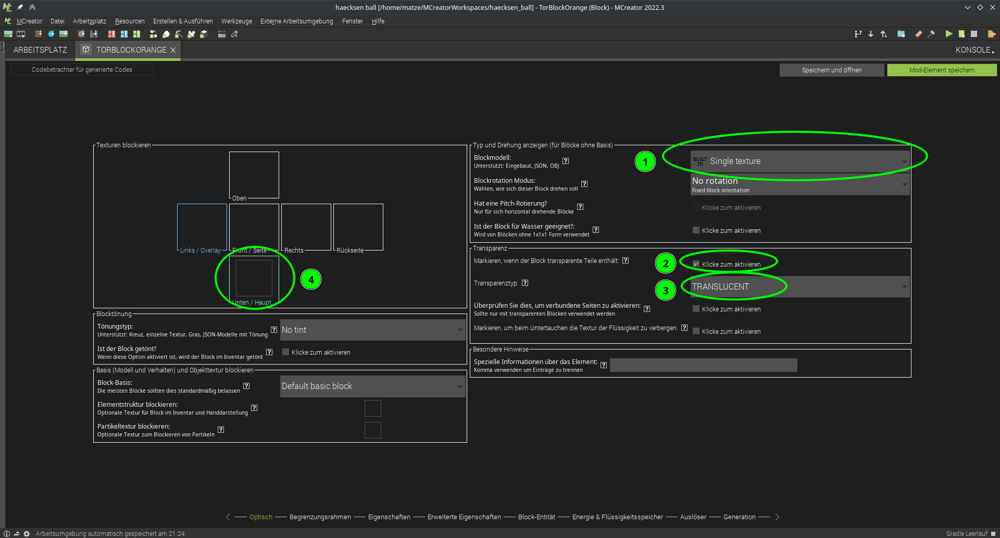 haecksen ball [/home/matze/MCreatorWorkspaces/haecksen_ball] - TorBlockOrange (Block) - MCreator 2022.3
MCreator Datei Arbeitsplatz Resourcen Erstellen & Ausführen Werkzeuge Externe Arbeitsumgebung Fenster Hilfe
ARBEITSPLATZ TORBLOCKORANGE KONSOLE
Codebetrachter für generierte Codes
Speichern und öffnen
Mod-Element speichern
Texturen blockieren
Oben
Links / Overlay
Front / Seite
Rechts
Rückseite
Unten / Haupt
4
Blocktönung
Tönungstyp:
Unterstützt: Kreuz, einzelne Textur, Gras, JSON-Modelle mit Tönung
?
No tint
Ist der Block getönt?
Wenn diese Option aktiviert ist, wird der Block im Inventar getönt
?
Klicke zum aktivieren
Basis (Modell und Verhalten) und Objekttextur blockieren
Block-Basis:
Die meisten Blöcke sollten dies standardmäßig belassen
?
Default basic block
Elementstruktur blockieren:
Optionale Textur für Block im Inventar und Handdarstellung
?
Partikeltextur blockieren:
Optionale Textur zum Blockieren von Partikeln
?
Typ und Drehung anzeigen (für Blöcke ohne Basis)
Blockmodell:
Unterstützt: Eingebaut, JSON, OBJ
?
1
BUILT
IN
Single texture
Blockrotation Modus:
Wählen, wie sich dieser Block drehen soll
?
No rotation
Fixed block orientation
Hat eine Pitch-Rotierung?
Nur für sich horizontal drehende Blöcke
?
Klicke zum aktivieren
Ist der Block für Wasser geeignet?:
Wird von Blöcken ohne 1x1x1 Form verwendet
?
Klicke zum aktivieren
Transparenz
Markieren, wenn der Block transparente Teile enthält:
?
2
Klicke zum aktivieren
Transparenztyp:
?
3
TRANSLUCENT
Überprüfen Sie dies, um verbundene Seiten zu aktivieren:
Sollte nur mit transparenten Blöcken verwendet werden
?
Klicke zum aktivieren
Markieren, um beim Untertauchen die Textur der Flüssigkeit zu verbergen:
?
Klicke zum aktivieren
Besondere Hinweise
Spezielle Informationen über das Element:
Komma verwenden um Einträge zu trennen
?
Optisch Begrenzungsrahmen Eigenschaften Erweiterte Eigenschaften Block-Entität Energie & Flüssigkeitsspeicher Auslöser Generation
Arbeitsumgebung automatisch gespeichert am 21:24
Gradle Leerlauf